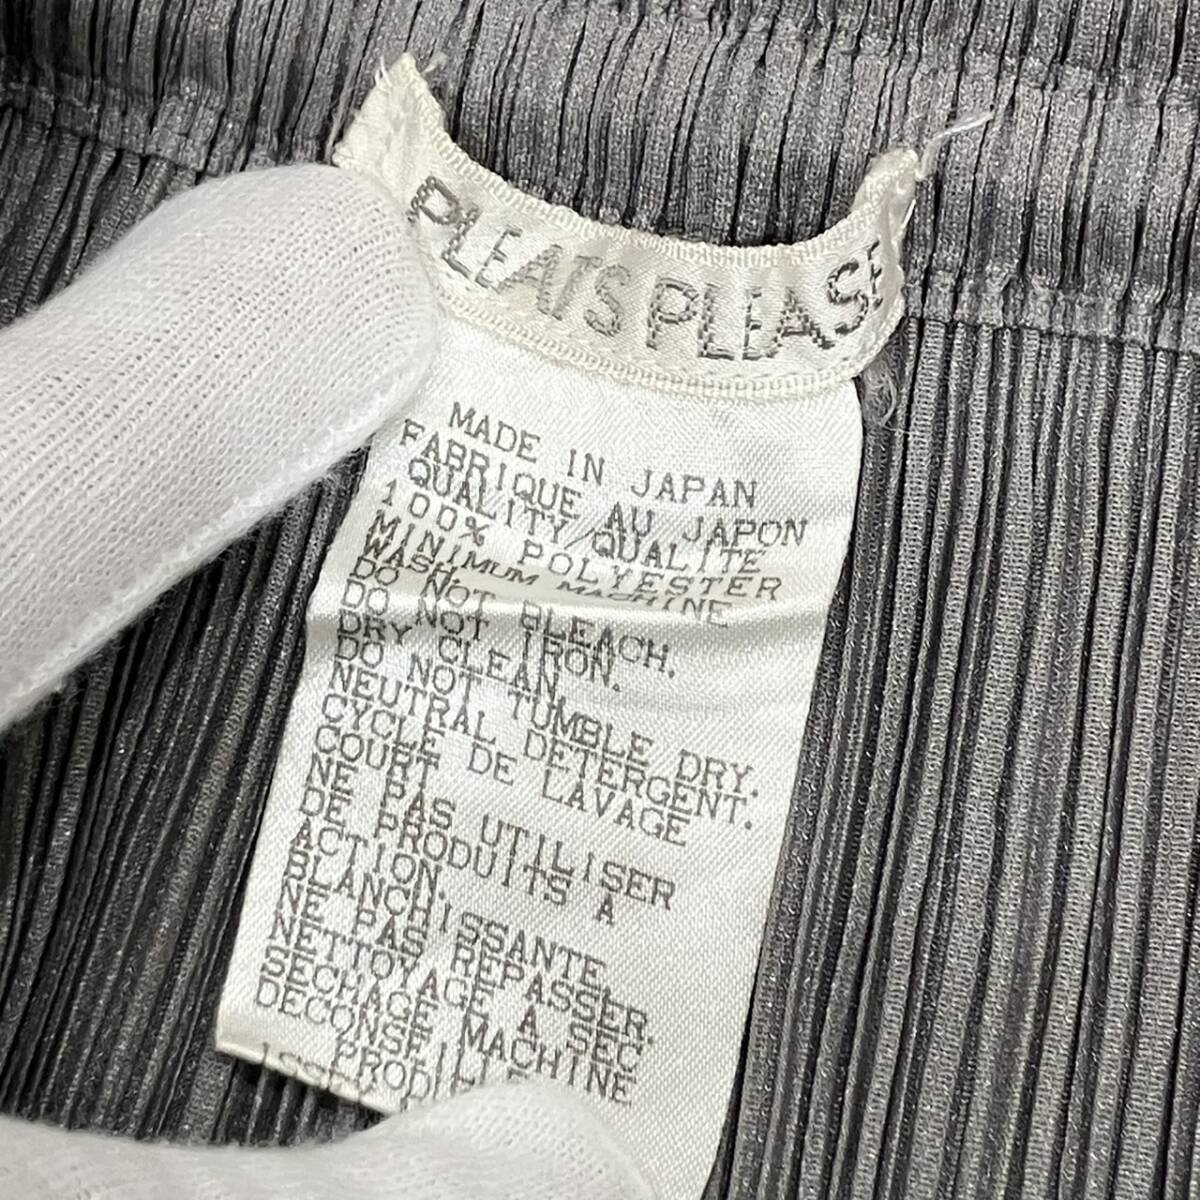 PLEATS PLEASE
MADE IN JAPAN
FABRIQUE AU JAPON
QUALITY/QUALITE
100% POLYESTER
MINIMUM MACHINE
WASH.
DO NOT BLEACH.
DO NOT IRON.
DRY CLEAN.
DO NOT TUMBLE DRY.
NEUTRAL DETERGENT.
CYCLE DE LAVAGE
COURT
NE PAS UTILISER
DE PRODUITS A
ACTION.
BLANCHISSANTE
NE PAS REPASSER.
NETTOYAGE A SEC
SECHAGE MACHINE